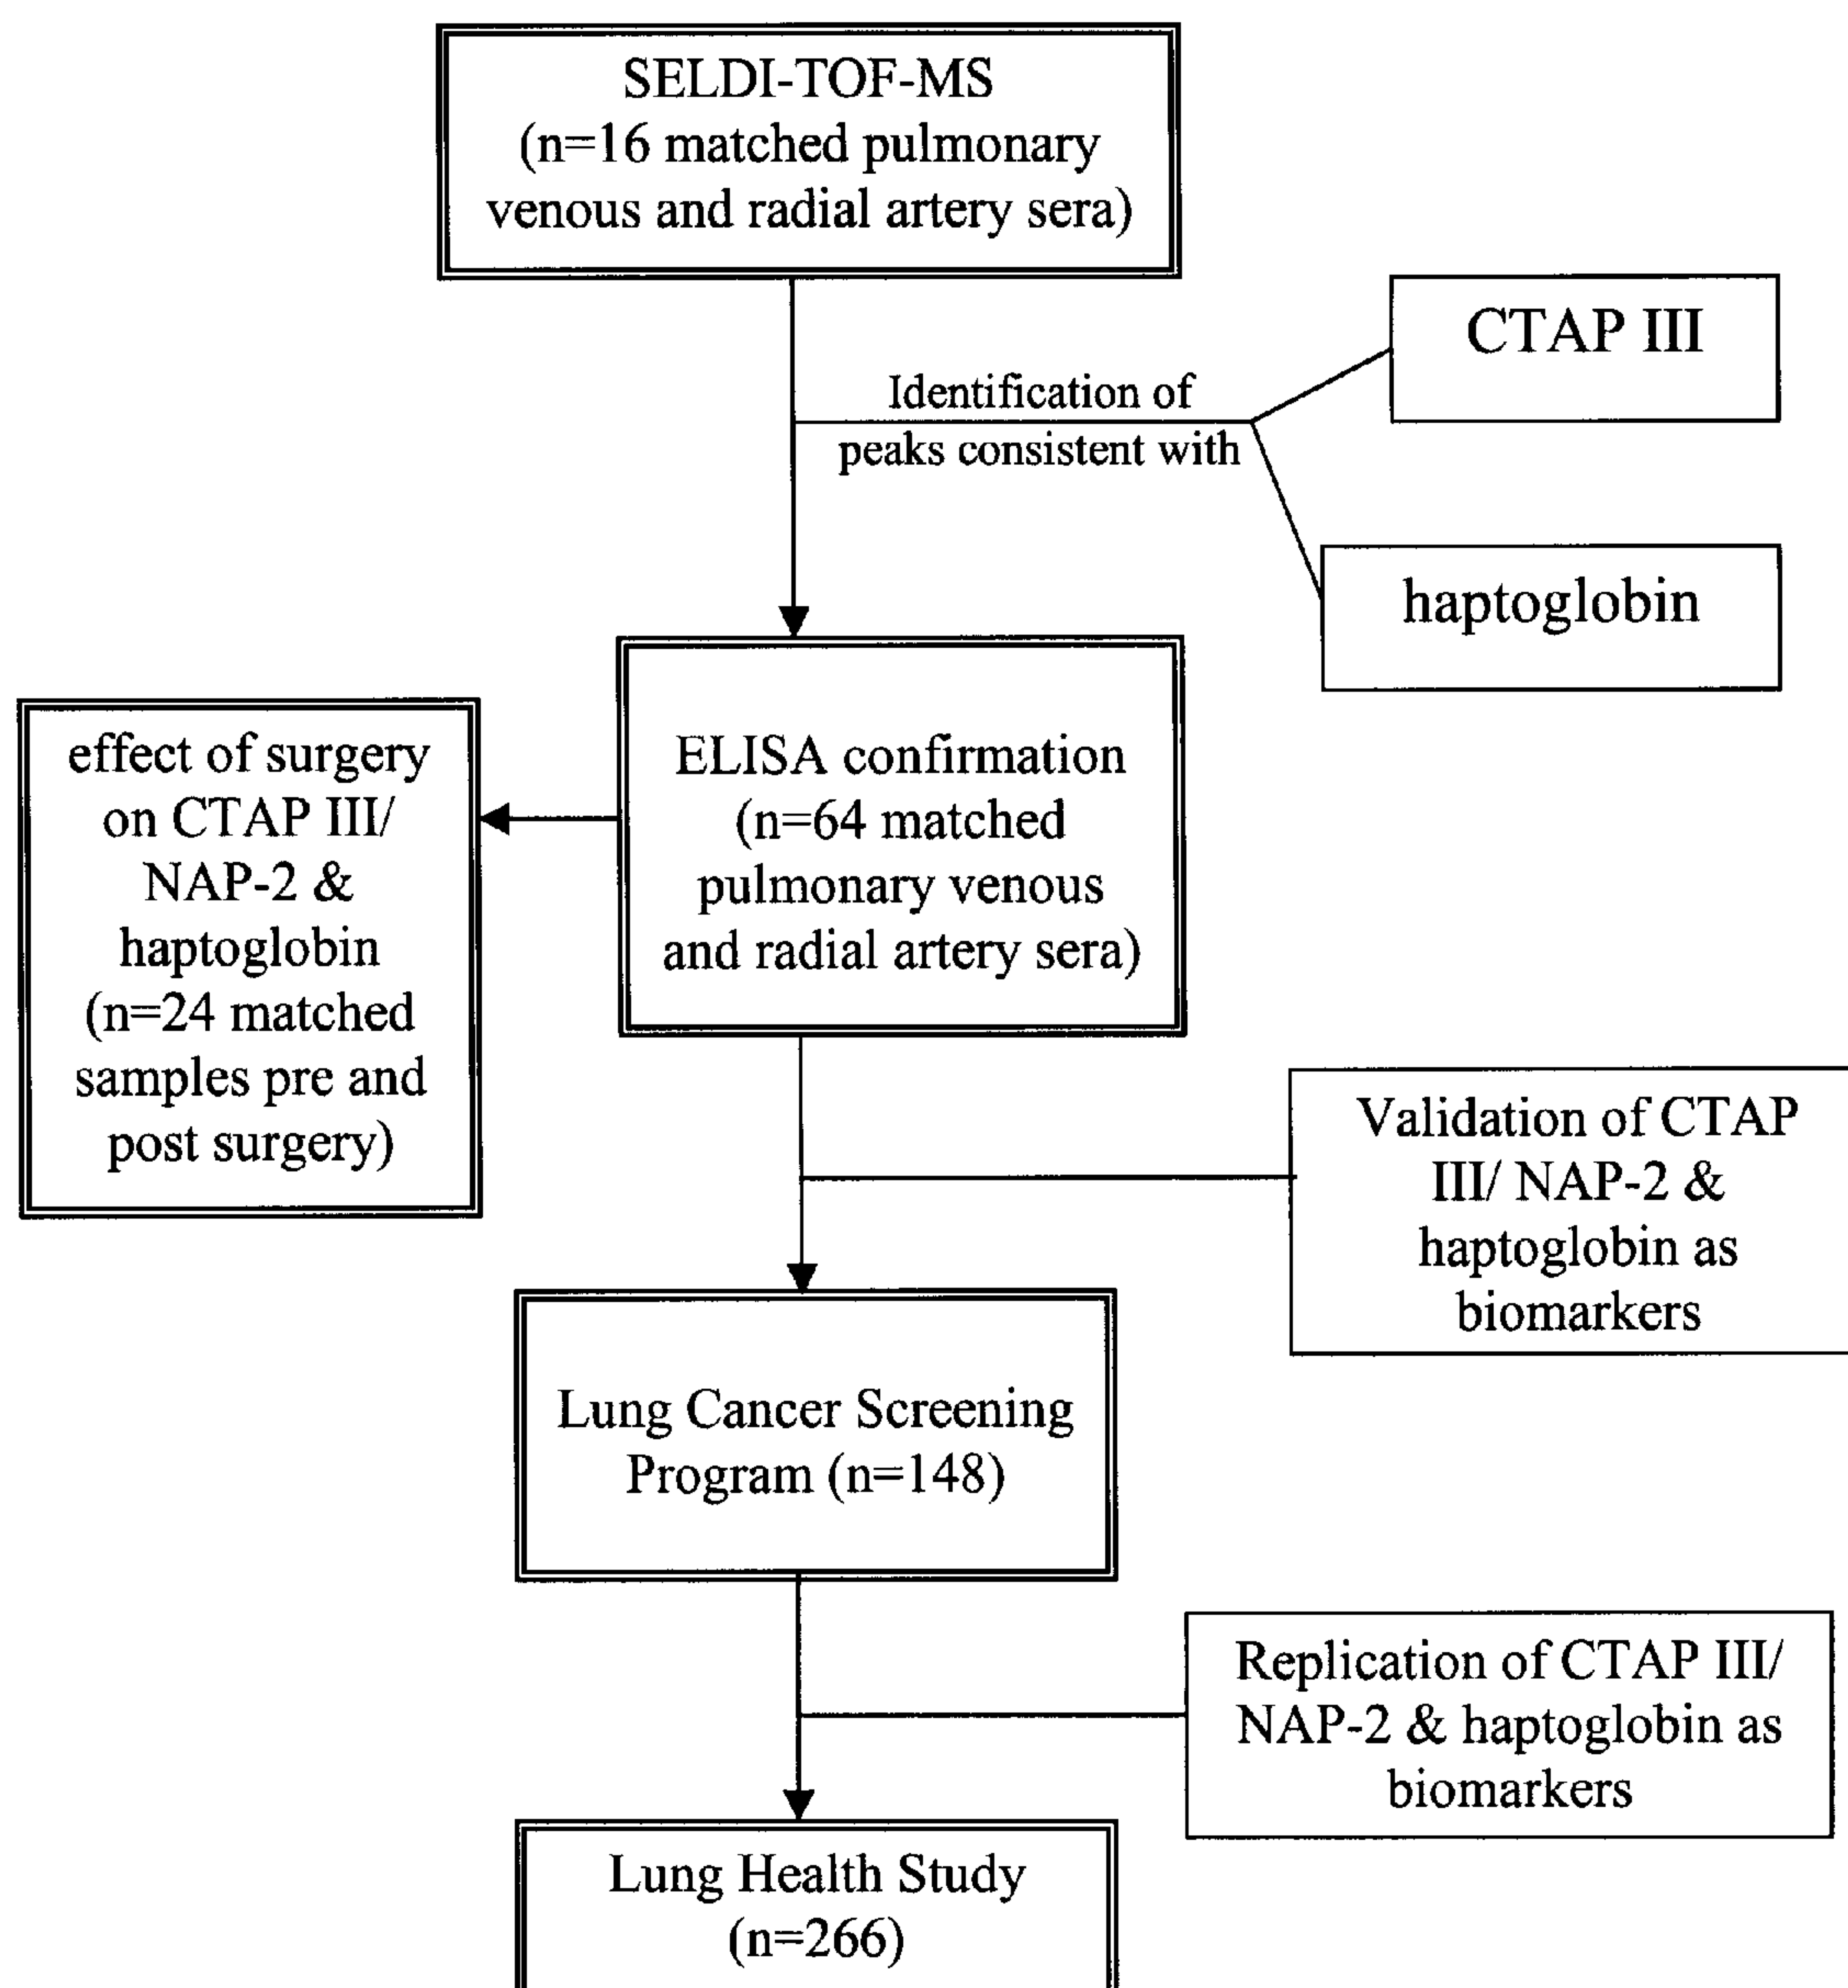 SELDI-TOF-MS
(n=16 matched pulmonary
venous and radial artery sera)
CTAP III
Identification of
peaks consistent with
haptoglobin
ELISA confirmation
(n=64 matched
pulmonary venous
and radial artery sera)
effect of surgery
on CTAP III/
NAP-2 &
haptoglobin
(n=24 matched
samples pre and
post surgery)
Validation of CTAP
III/ NAP-2 &
haptoglobin as
biomarkers
Lung Cancer Screening
Program (n=148)
Replication of CTAP III/
NAP-2 & haptoglobin as
biomarkers
Lung Health Study
(n=266)